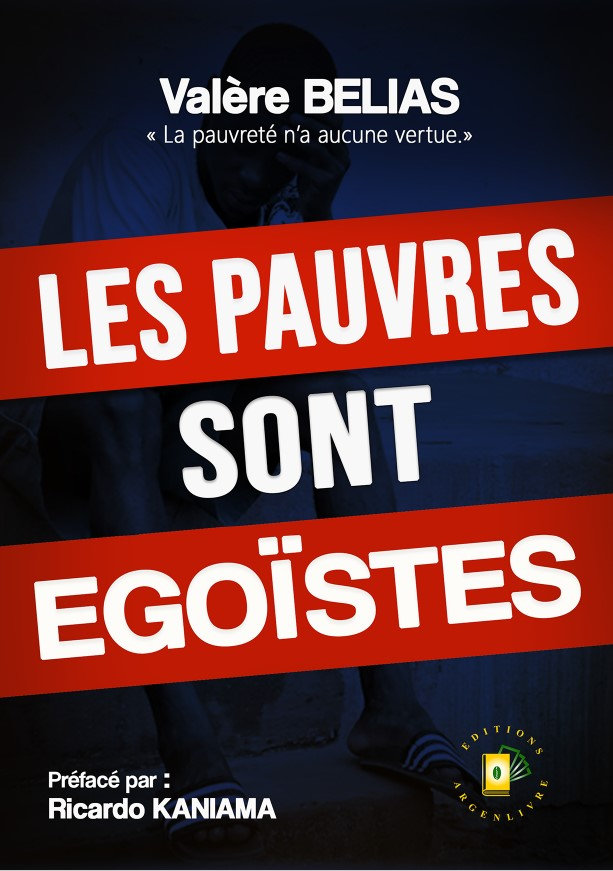 Valère BELIAS
« La pauvreté n’a aucune vertue.»
LES PAUVRES
SONT
EGOÏSTES
Préfacé par :
Ricardo KANIAMA
EDITIONS
ARGENLIVRE